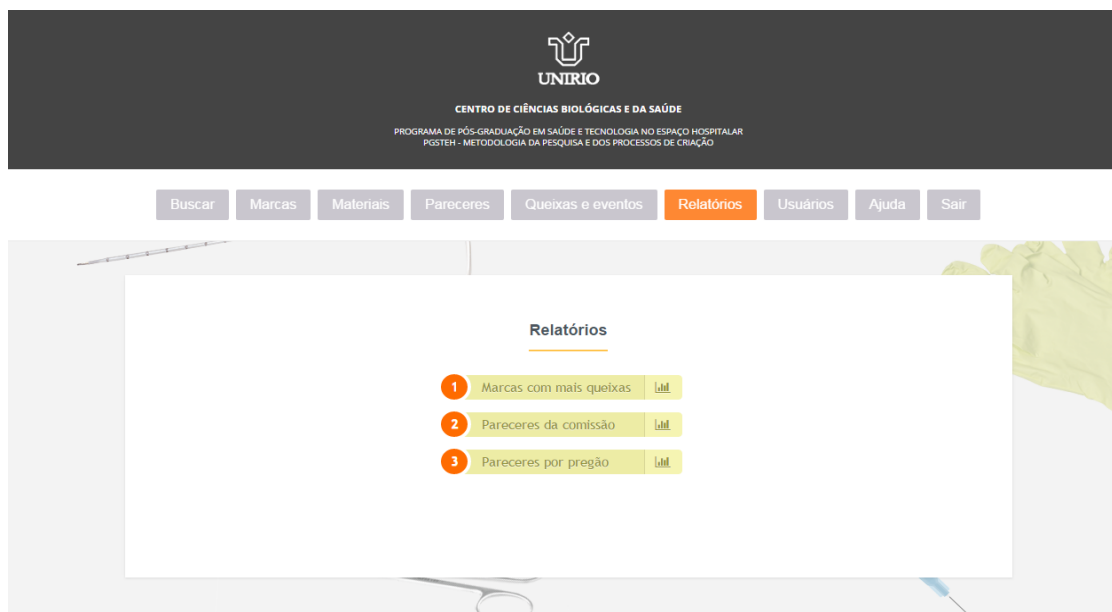 UNIRIO
CENTRO DE CIÊNCIAS BIOLÓGICAS E DA SAÚDE
PROGRAMA DE PÓS-GRADUAÇÃO EM SAÚDE E TECNOLOGIA NO ESPAÇO HOSPITALAR
PGSTEH - METODOLOGIA DA PESQUISA E DOS PROCESSOS DE CRIAÇÃO
Buscar Marcas Materiais Pareceres Queixas e eventos Relatórios Usuários Ajuda Sair
Relatórios
1 Marcas com mais queixas
2 Pareceres da comissão
3 Pareceres por pregão